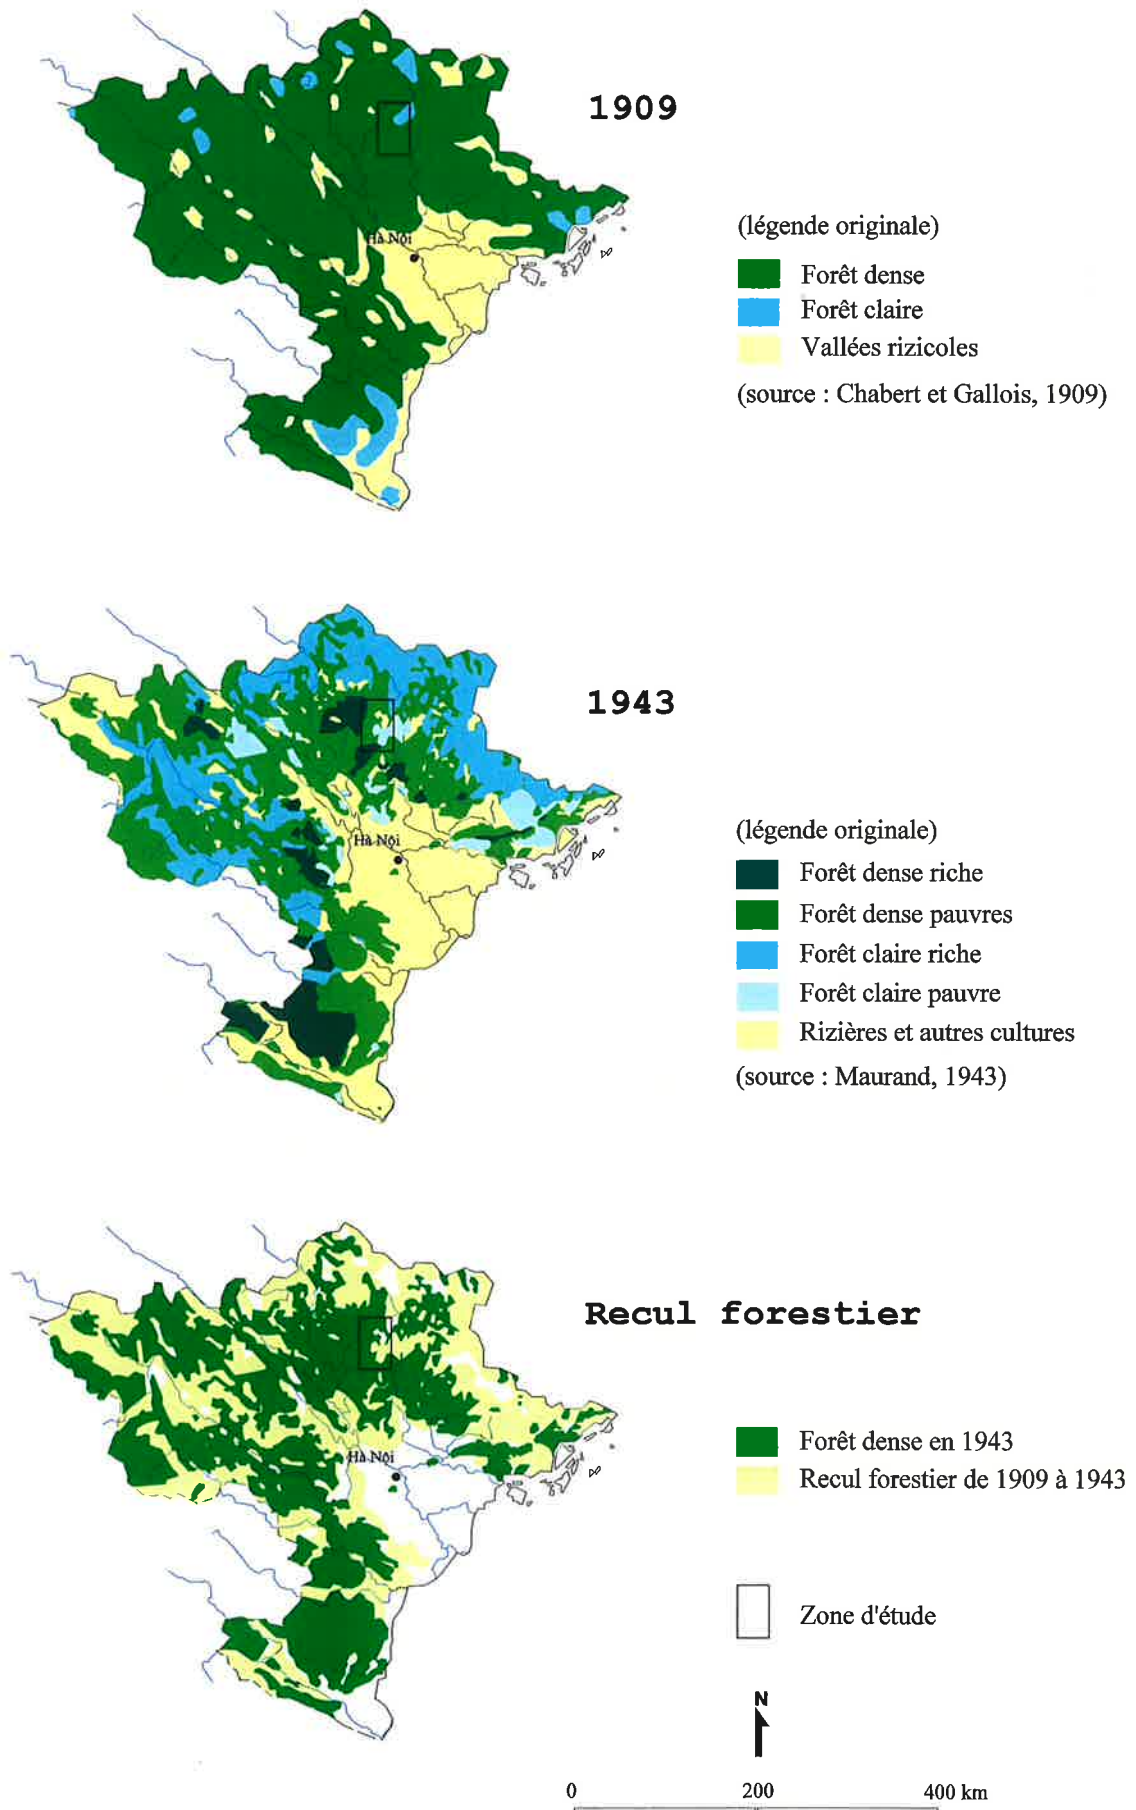 1909
Hà Nội
(légende originale)
Forêt dense
Forêt claire
Vallées rizicoles
(source : Chabert et Gallois, 1909)
1943
Hà Nội
(légende originale)
Forêt dense riche
Forêt dense pauvres
Forêt claire riche
Forêt claire pauvre
Rizières et autres cultures
(source : Maurand, 1943)
Recul forestier
Hà Nội
Forêt dense en 1943
Recul forestier de 1909 à 1943
Zone d'étude
N
0 200 400 km